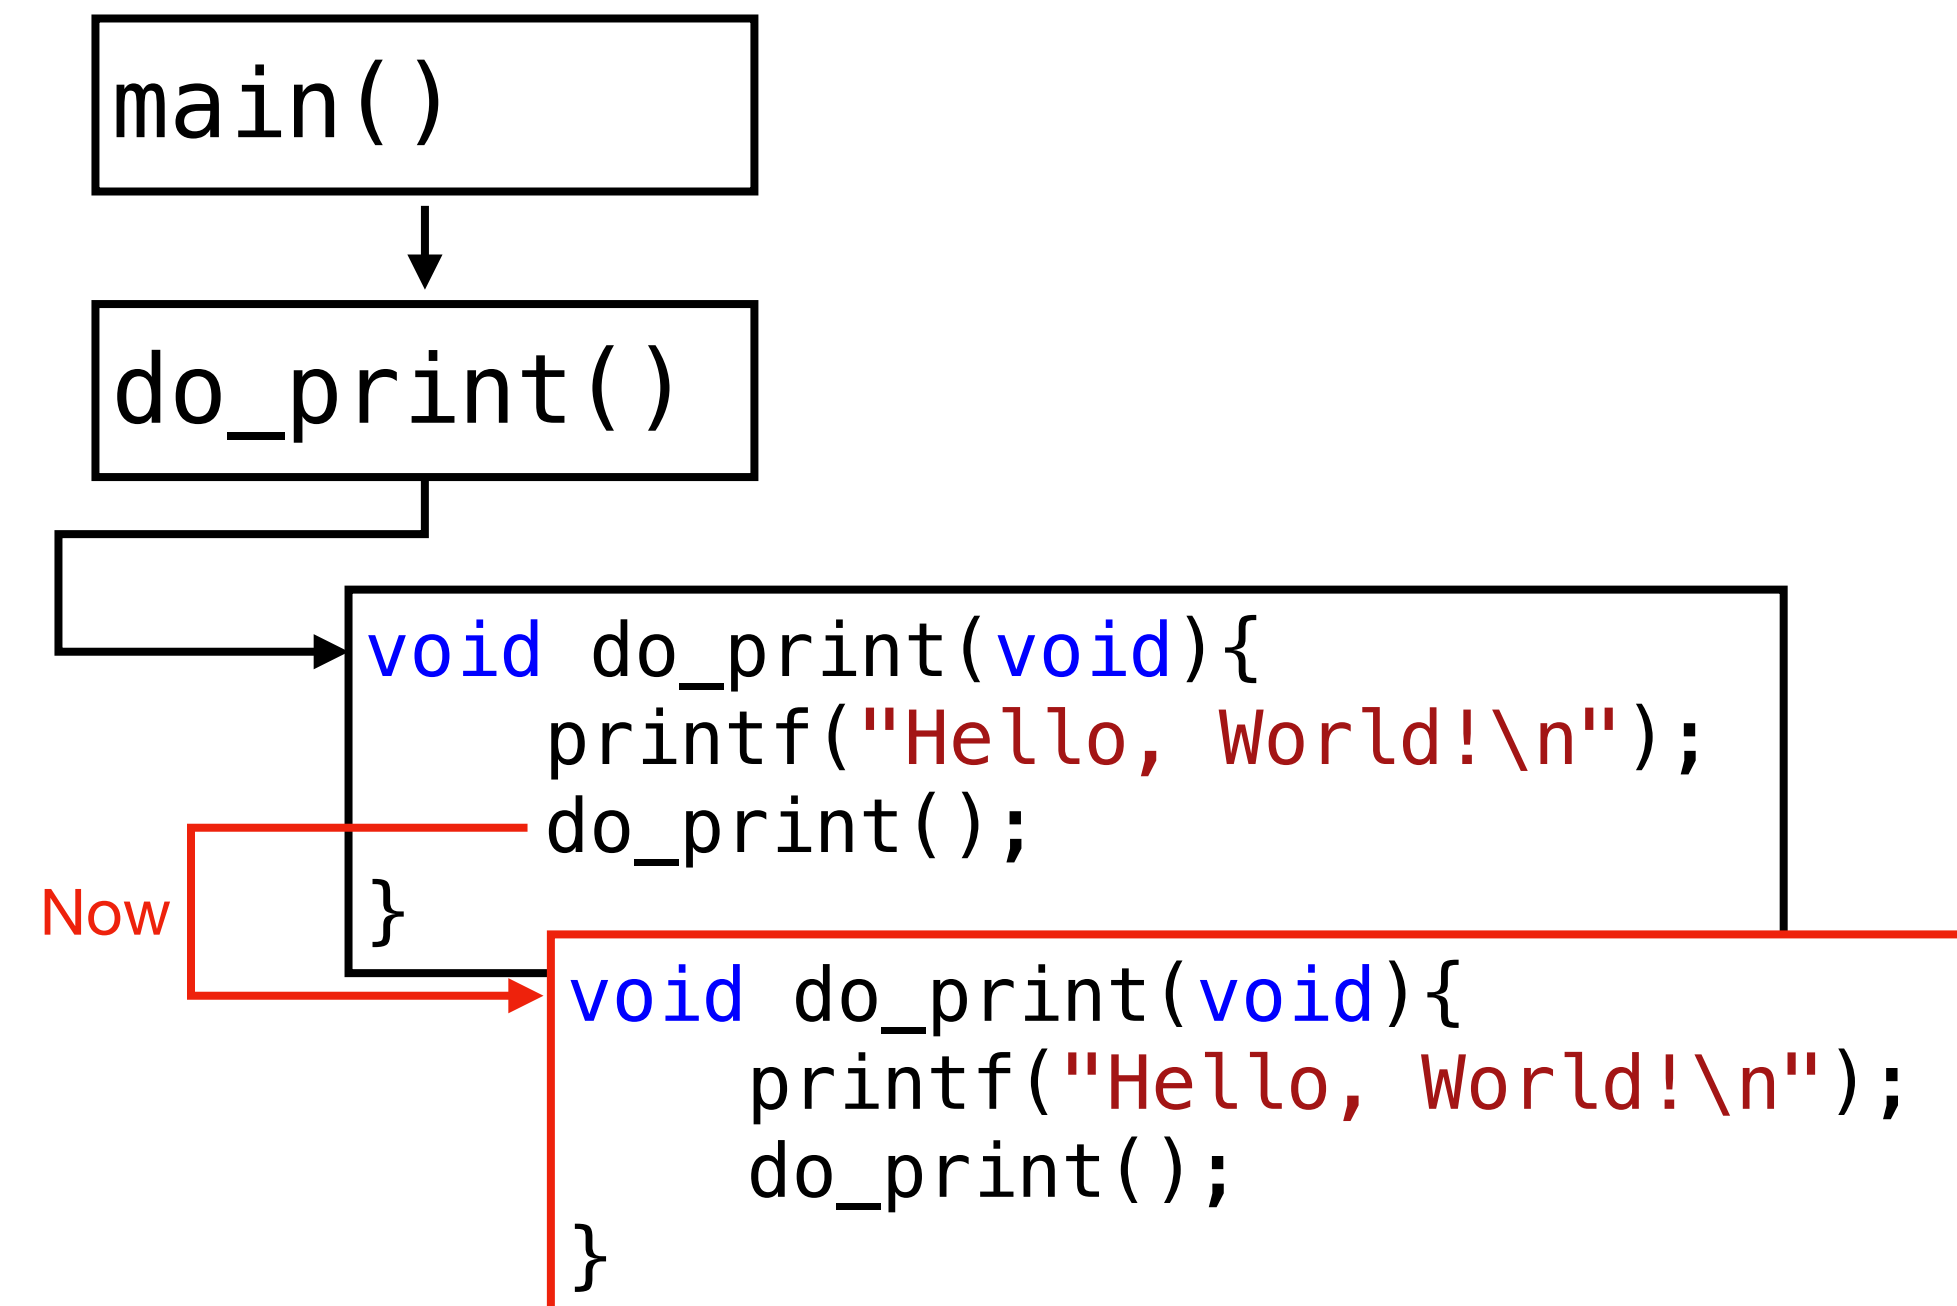 main()
do_print()
void do_print(void){
    printf("Hello, World!\n");
    do_print();
}
Now
void do_print(void){
    printf("Hello, World!\n");
    do_print();
}